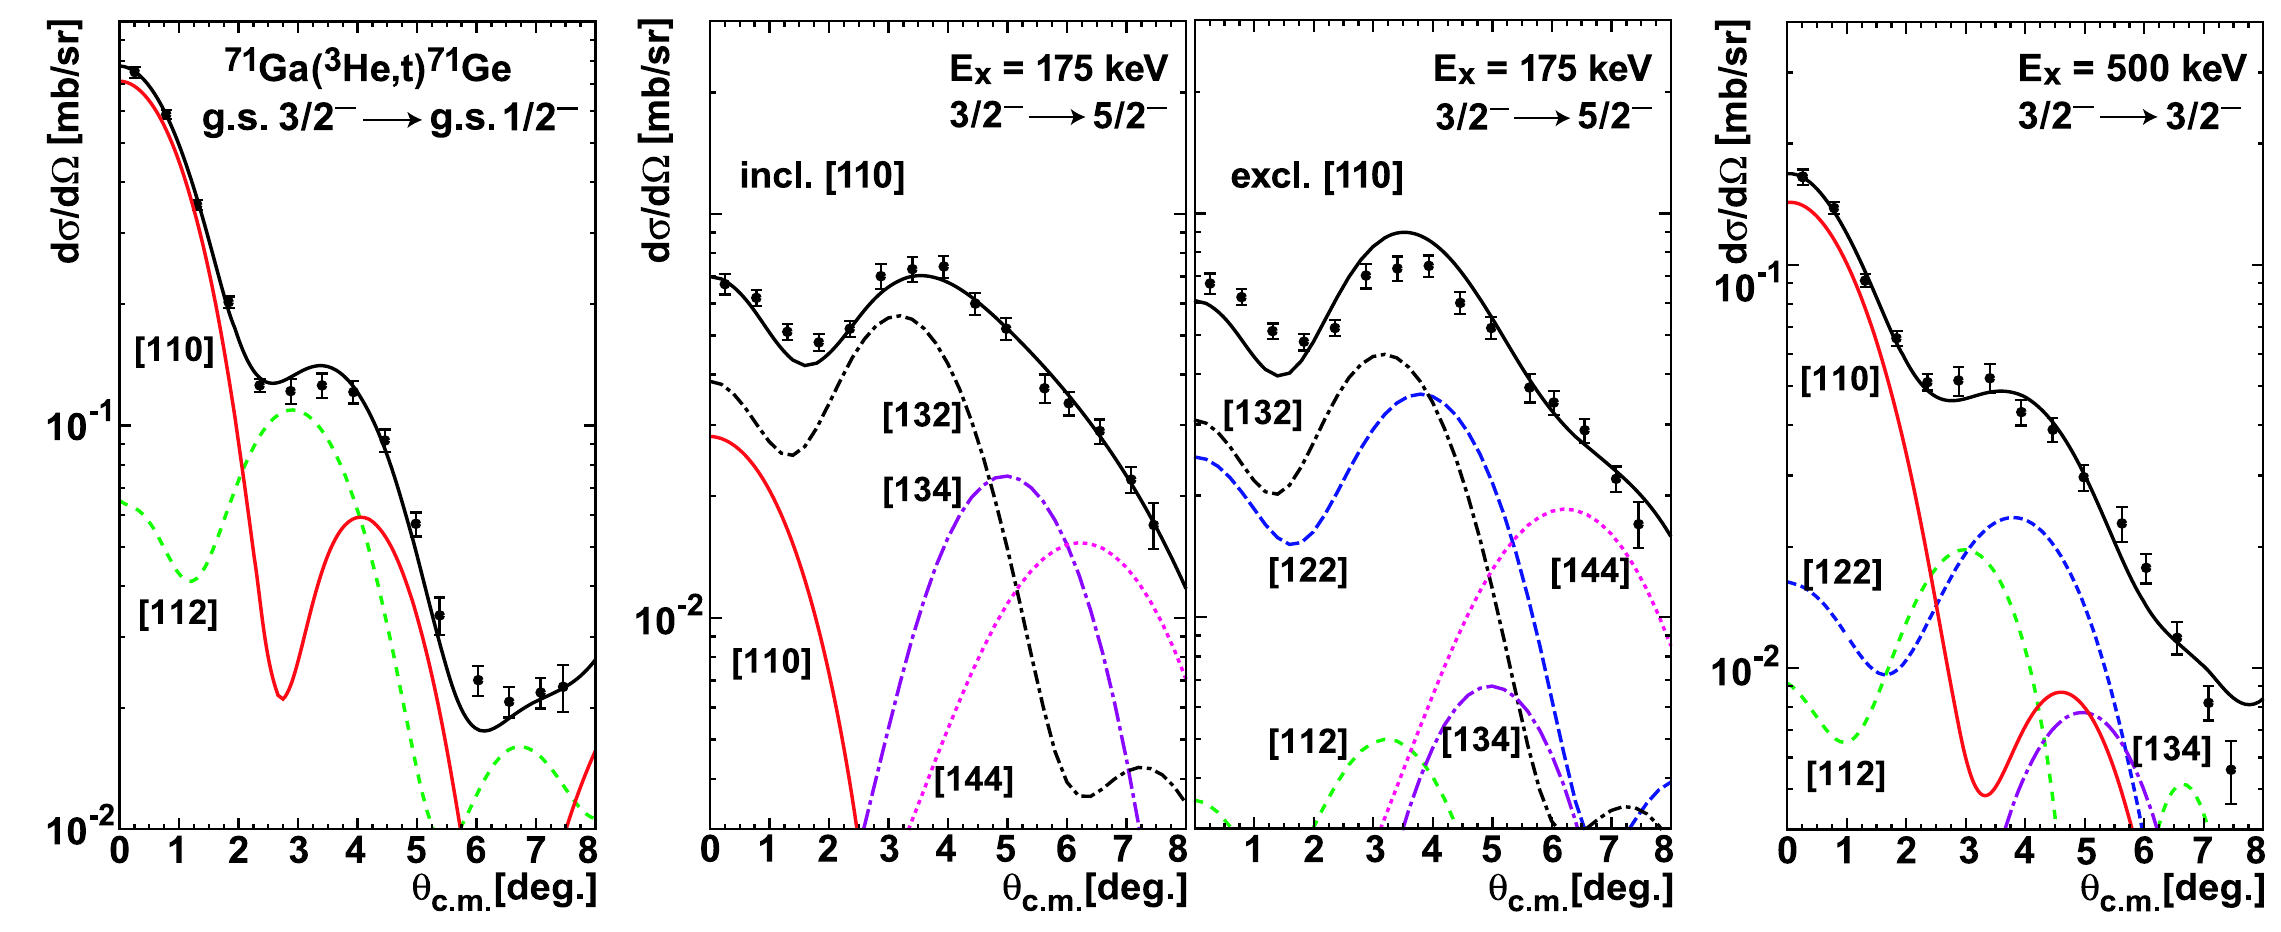 dσ/dΩ [mb/sr]
⁷¹Ga(³He,t)⁷¹Ge
g.s. 3/2⁻ → g.s. 1/2⁻
[110]
[112]
10⁻¹
10⁻²
0 1 2 3 4 5 6 7 8
θc.m. [deg.]
dσ/dΩ [mb/sr]
Eₓ = 175 keV
3/2⁻ → 5/2⁻
incl. [110]
[132]
[134]
[110]
[144]
10⁻²
0 1 2 3 4 5 6 7 8
θc.m. [deg.]
Eₓ = 175 keV
3/2⁻ → 5/2⁻
excl. [110]
[132]
[122]
[144]
[112]
[134]
1 2 3 4 5 6 7 8
θc.m. [deg.]
dσ/dΩ [mb/sr]
Eₓ = 500 keV
3/2⁻ → 3/2⁻
10⁻¹
[110]
[122]
10⁻²
[112]
[134]
0 1 2 3 4 5 6 7 8
θc.m. [deg.]